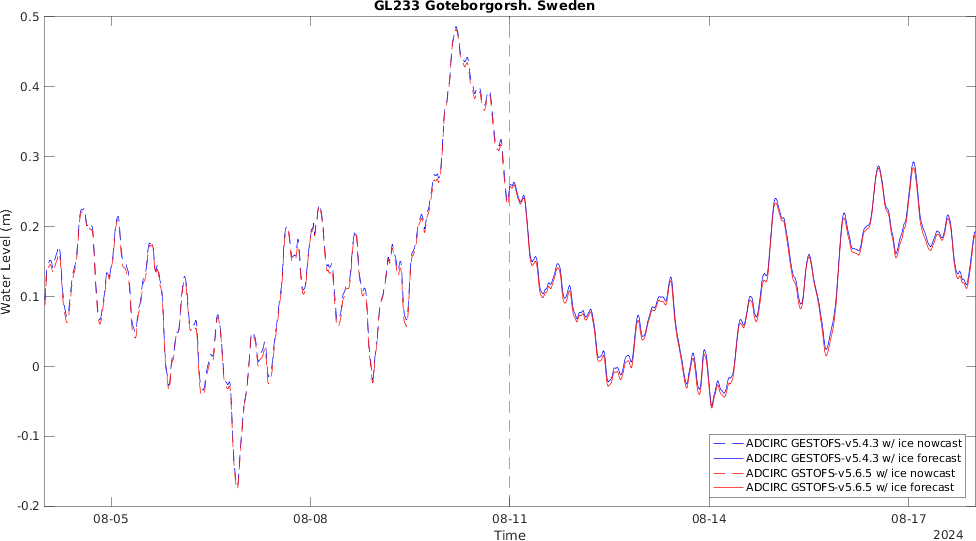 GL233 Goteborgorsh. Sweden
0.5
0.4
0.3
0.2
0.1
0
-0.1
-0.2
Water Level (m)
08-05
08-08
08-11
08-14
08-17
Time
2024
ADCIRC GESTOFS-v5.4.3 w/ ice nowcast
ADCIRC GESTOFS-v5.4.3 w/ ice forecast
ADCIRC GSTOFS-v5.6.5 w/ ice nowcast
ADCIRC GSTOFS-v5.6.5 w/ ice forecast